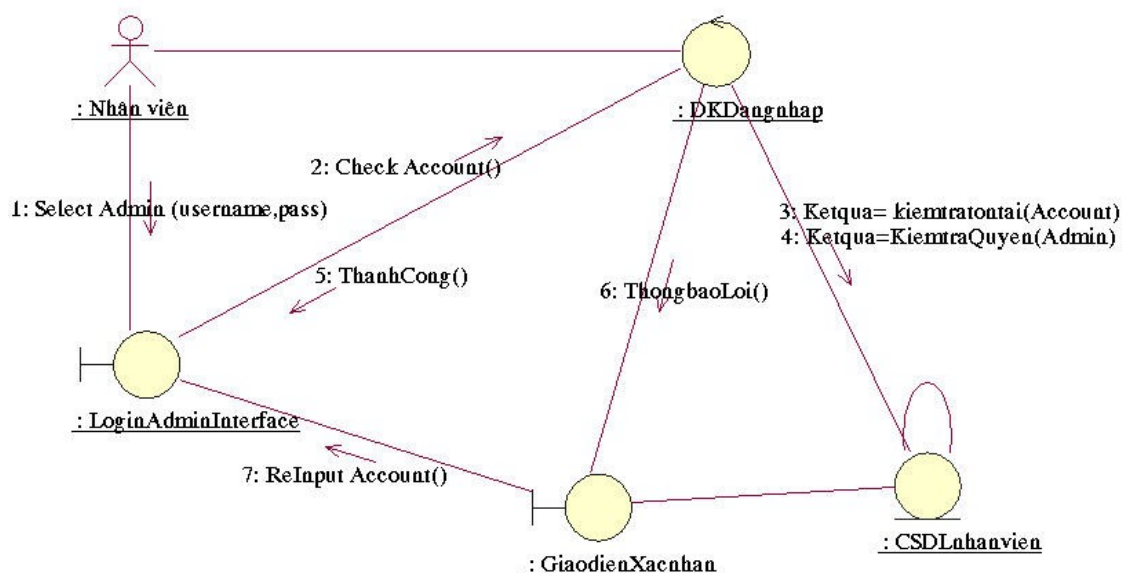 : Nhân viên
: DKDangnhap
2: Check Account()
1: Select Admin (username,pass)
3: Ketqua= kiemtratontai(Account)
4: Ketqua=KiemtraQuyen(Admin)
5: ThanhCong()
6: ThongbaoLoi()
: LoginAdminInterface
7: ReInput Account()
: CSDLnhanvien
: GiaodienXacnhan